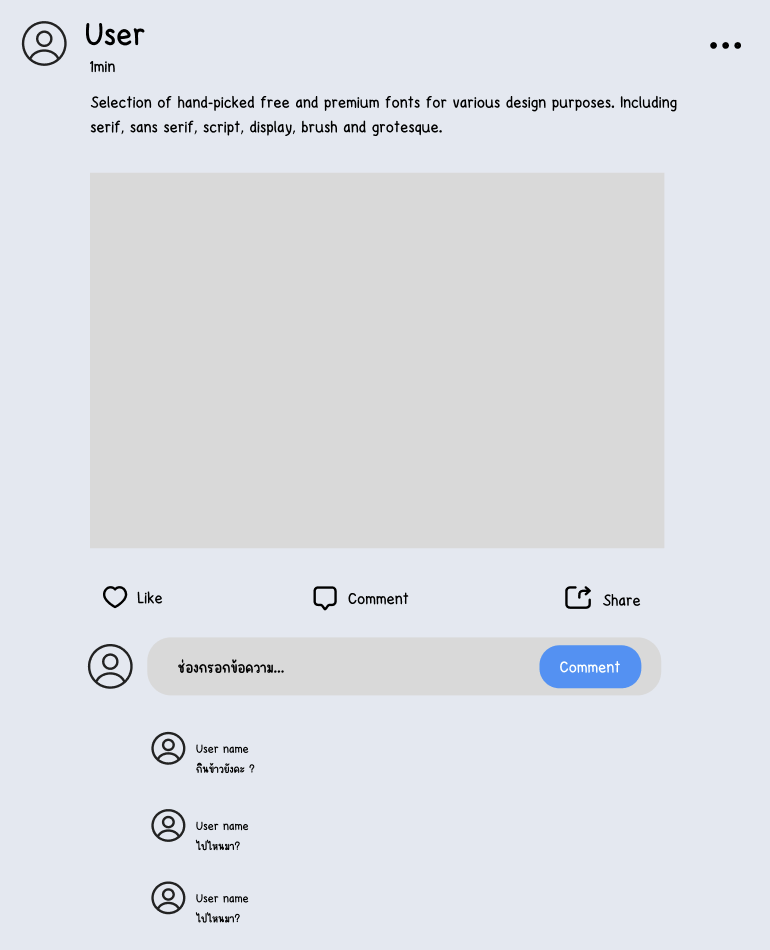 User
1min
Selection of hand-picked free and premium fonts for various design purposes. Including
serif, sans serif, script, display, brush and grotesque.
Like
Comment
Share
ช่องกรอกข้อความ...
Comment
User name
กินข้าวยังคะ ?
User name
ไปไหนมา?
User name
ไปไหนมา?